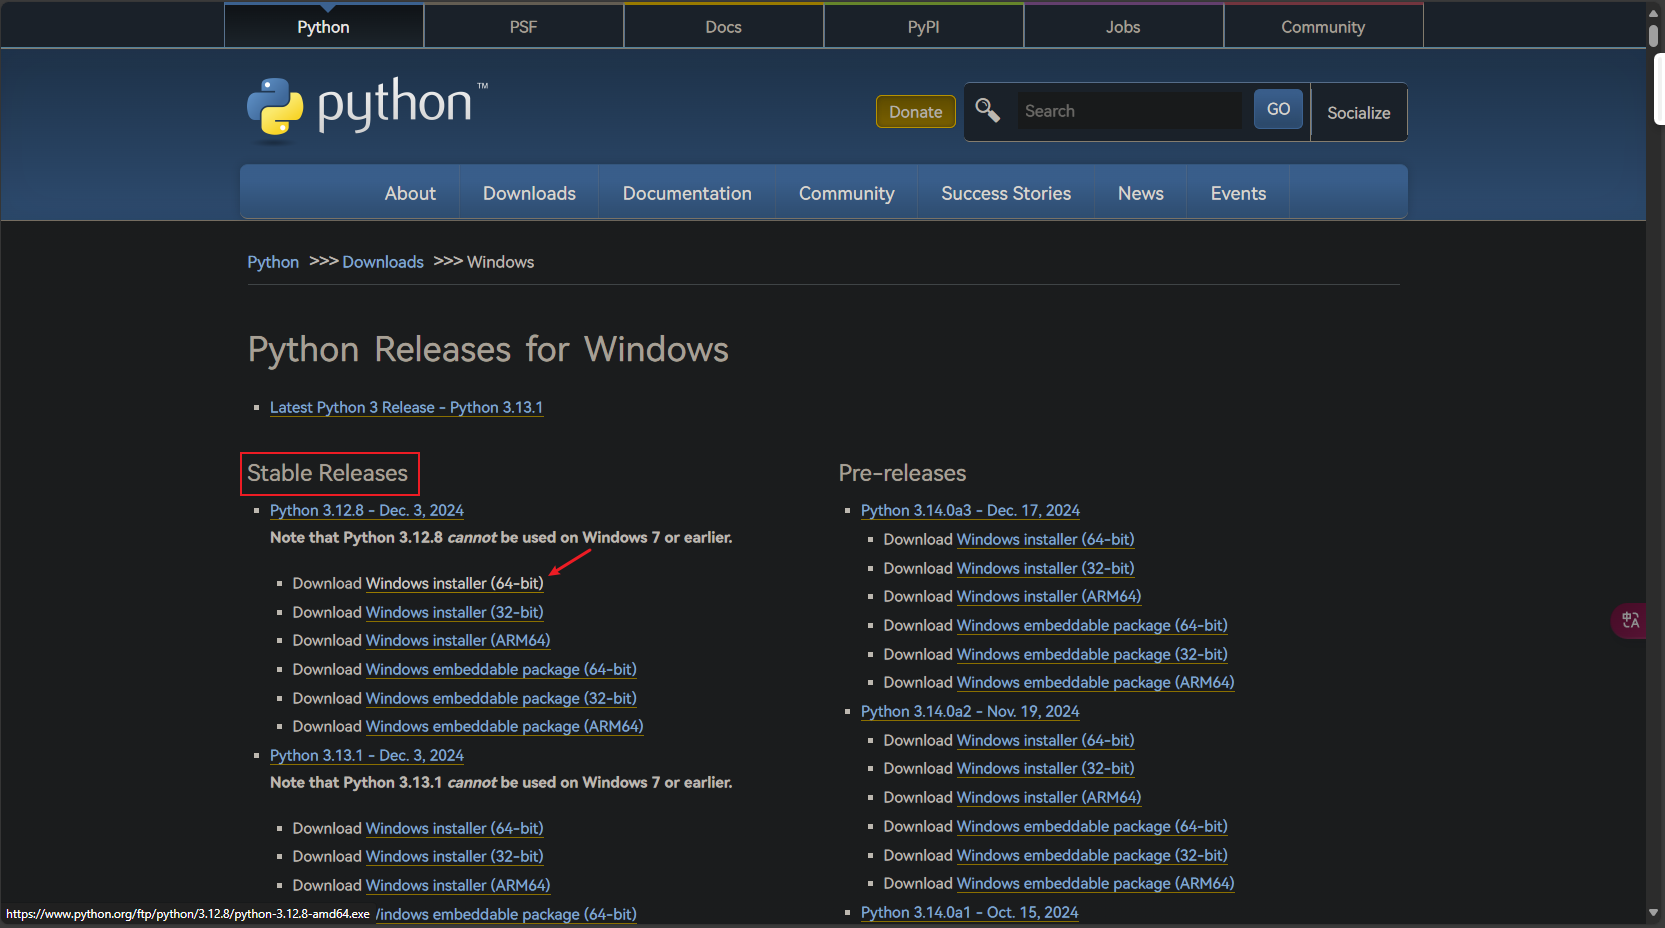 Python
PSF
Docs
PyPI
Jobs
Community
python™
Donate
Search
GO
Socialize
About
Downloads
Documentation
Community
Success Stories
News
Events
Python >>> Downloads >>> Windows
Python Releases for Windows
Latest Python 3 Release - Python 3.13.1
Stable Releases
Python 3.12.8 - Dec. 3, 2024
Note that Python 3.12.8 cannot be used on Windows 7 or earlier.
Download Windows installer (64-bit)
Download Windows installer (32-bit)
Download Windows installer (ARM64)
Download Windows embeddable package (64-bit)
Download Windows embeddable package (32-bit)
Download Windows embeddable package (ARM64)
Python 3.13.1 - Dec. 3, 2024
Note that Python 3.13.1 cannot be used on Windows 7 or earlier.
Download Windows installer (64-bit)
Download Windows installer (32-bit)
Download Windows installer (ARM64)
indows embeddable package (64-bit)
Pre-releases
Python 3.14.0a3 - Dec. 17, 2024
Download Windows installer (64-bit)
Download Windows installer (32-bit)
Download Windows installer (ARM64)
Download Windows embeddable package (64-bit)
Download Windows embeddable package (32-bit)
Download Windows embeddable package (ARM64)
Python 3.14.0a2 - Nov. 19, 2024
Download Windows installer (64-bit)
Download Windows installer (32-bit)
Download Windows installer (ARM64)
Download Windows embeddable package (64-bit)
Download Windows embeddable package (32-bit)
Download Windows embeddable package (ARM64)
Python 3.14.0a1 - Oct. 15, 2024
中A
https://www.python.org/ftp/python/3.12.8/python-3.12.8-amd64.exe